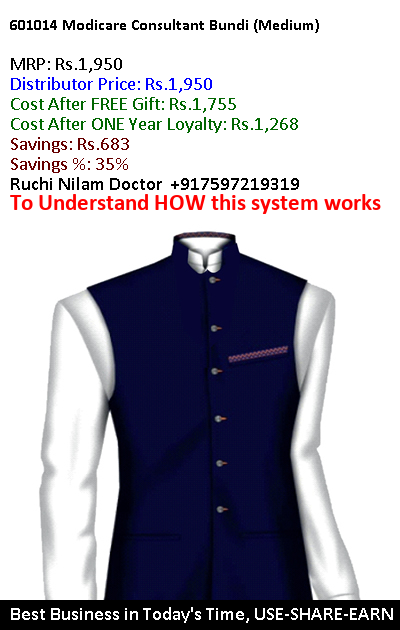 601014 Modicare Consultant Bundi (Medium)
MRP: Rs.1,950
Distributor Price: Rs.1,950
Cost After FREE Gift: Rs.1,755
Cost After ONE Year Loyalty: Rs.1,268
Savings: Rs.683
Savings %: 35%
Ruchi Nilam Doctor  +917597219319
To Understand HOW this system works
Best Business in Today's Time, USE-SHARE-EARN